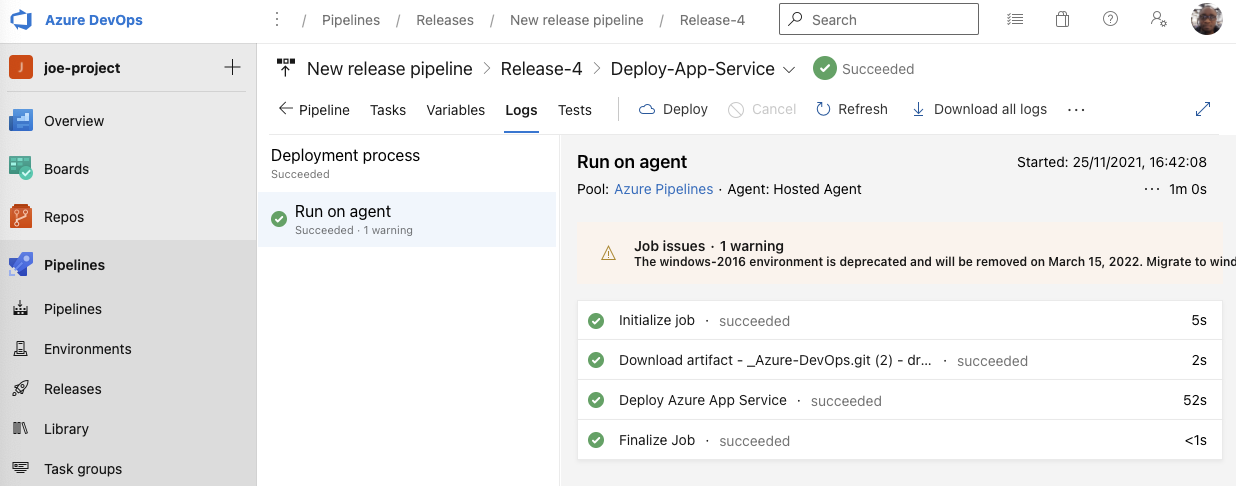 Azure DevOps
/ Pipelines / Releases / New release pipeline / Release-4
Search
J joe-project
Overview
Boards
Repos
Pipelines
Pipelines
Environments
Releases
Library
Task groups
New release pipeline > Release-4 > Deploy-App-Service
Succeeded
Pipeline Tasks Variables Logs Tests
Deploy Cancel Refresh Download all logs ···
Deployment process
Succeeded
Run on agent
Succeeded · 1 warning
Run on agent
Started: 25/11/2021, 16:42:08
Pool: Azure Pipelines · Agent: Hosted Agent
··· 1m 0s
Job issues · 1 warning
The windows-2016 environment is deprecated and will be removed on March 15, 2022. Migrate to wind
Initialize job · succeeded 5s
Download artifact - _Azure-DevOps.git (2) - dr... · succeeded 2s
Deploy Azure App Service · succeeded 52s
Finalize Job · succeeded <1s